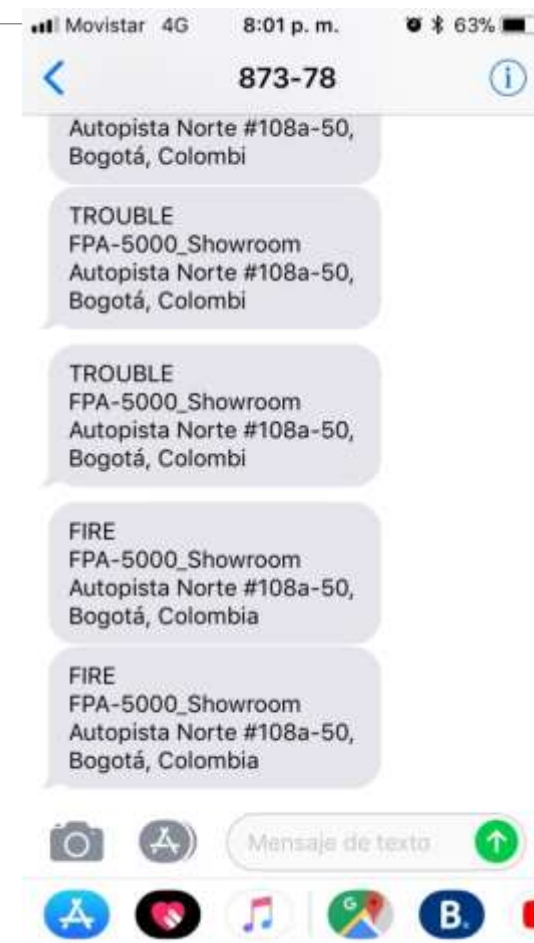 Movistar 4G 8:01 p. m. 63%
873-78
Autopista Norte #108a-50,
Bogotá, Colombi
TROUBLE
FPA-5000_Showroom
Autopista Norte #108a-50,
Bogotá, Colombi
TROUBLE
FPA-5000_Showroom
Autopista Norte #108a-50,
Bogotá, Colombi
FIRE
FPA-5000_Showroom
Autopista Norte #108a-50,
Bogotá, Colombia
FIRE
FPA-5000_Showroom
Autopista Norte #108a-50,
Bogotá, Colombia
Mensaje de texto
G
B.